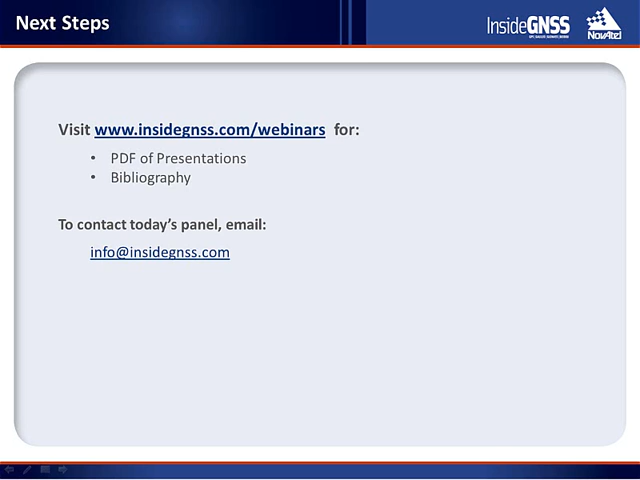 Next Steps
InsideGNSS
NovAtel
Visit www.insidegnss.com/webinars for:
• PDF of Presentations
• Bibliography
To contact today's panel, email:
info@insidegnss.com